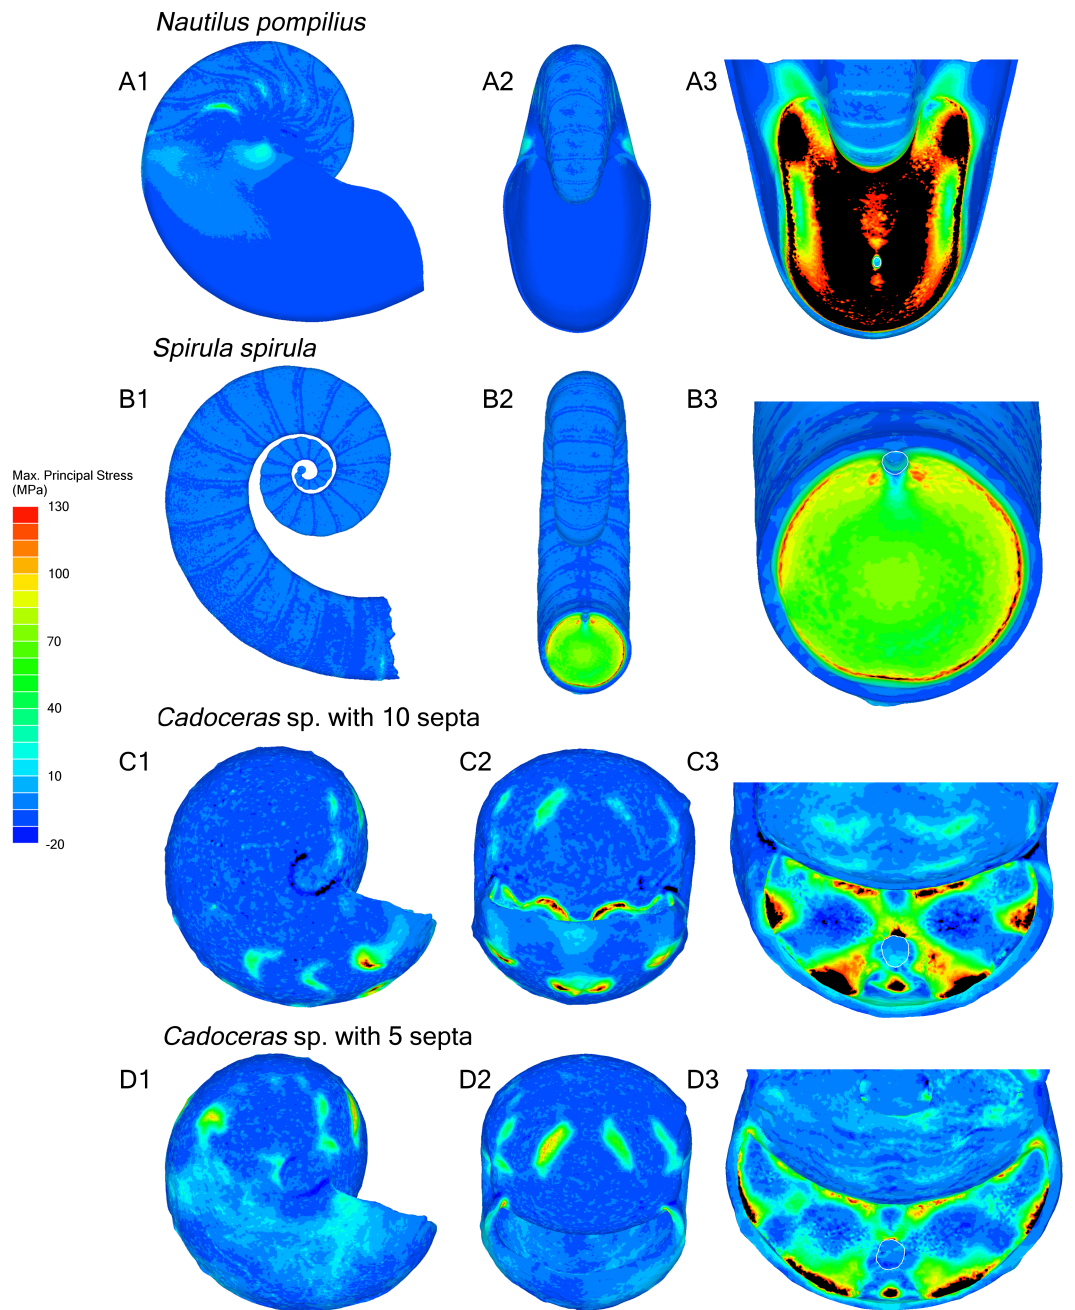 Nautilus pompilius
A1
A2
A3
Spirula spirula
B1
B2
B3
Max. Principal Stress
(MPa)
130
100
70
40
10
-20
Cadoceras sp. with 10 septa
C1
C2
C3
Cadoceras sp. with 5 septa
D1
D2
D3